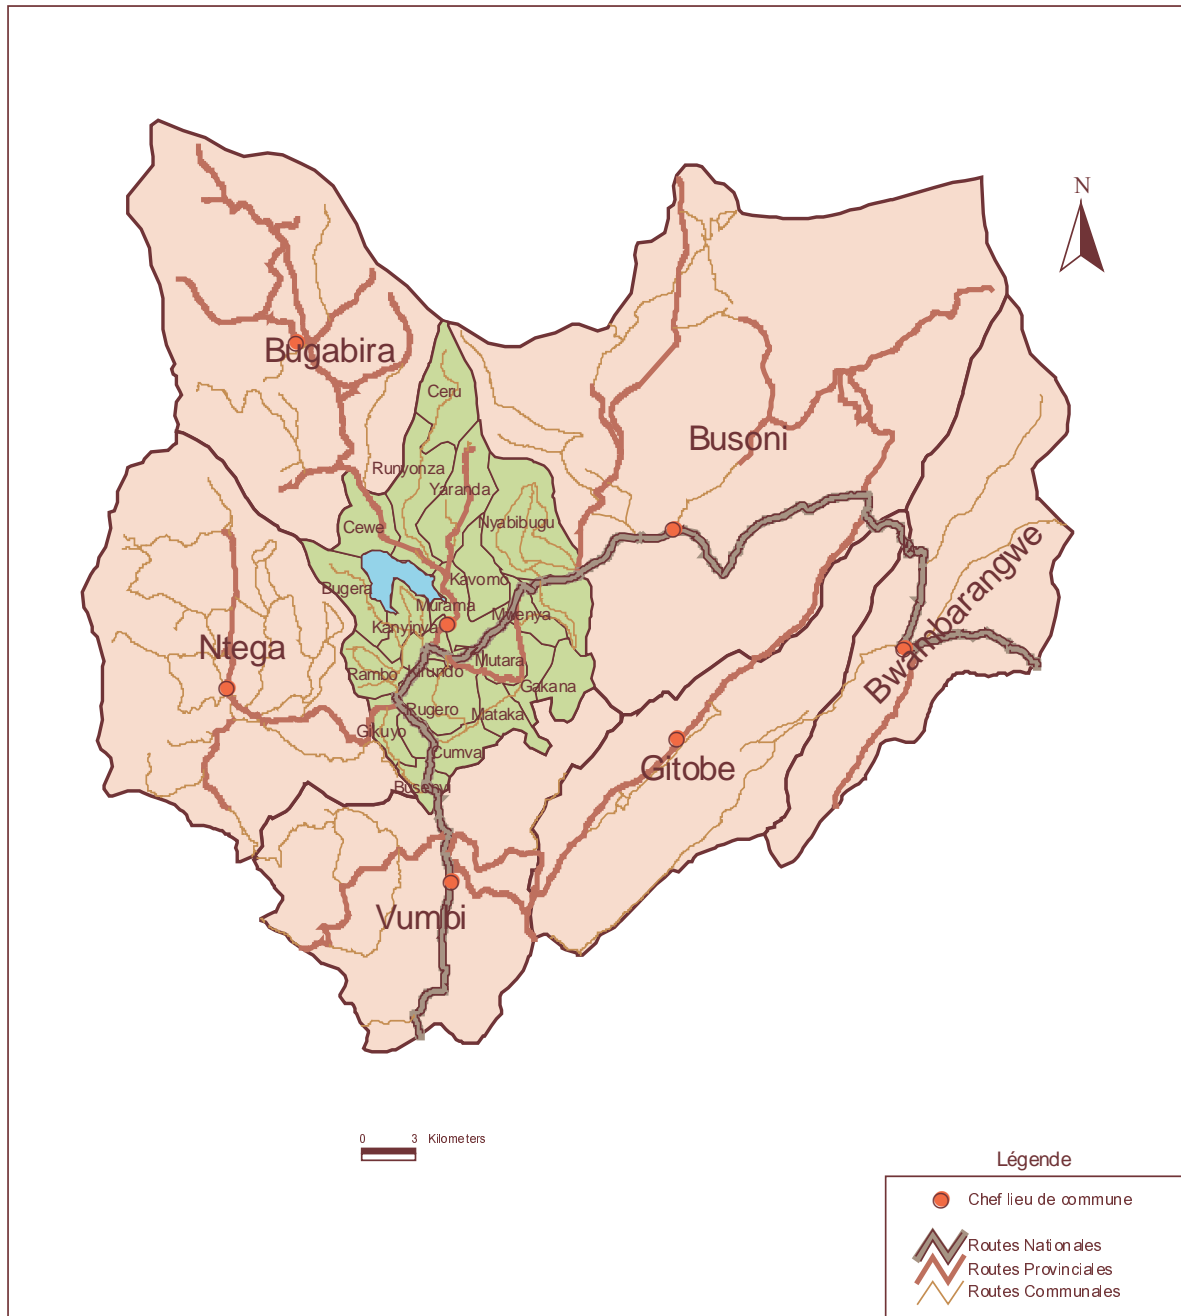 N
Bugabira
Ceru
Busoni
Runyonza
Yaranda
Cewe
Nyabibugu
Bugera
Kavomo
Murama
Mwenya
Kanyinya
Bwambarangwe
Ntega
Rambo
Kirundo
Mutara
Gakana
Rugero
Mataka
Gikuyo
Cumva
Gitobe
Busenyi
Vumbi
0 3 Kilometers
Légende
Chef lieu de commune
Routes Nationales
Routes Provinciales
Routes Communales